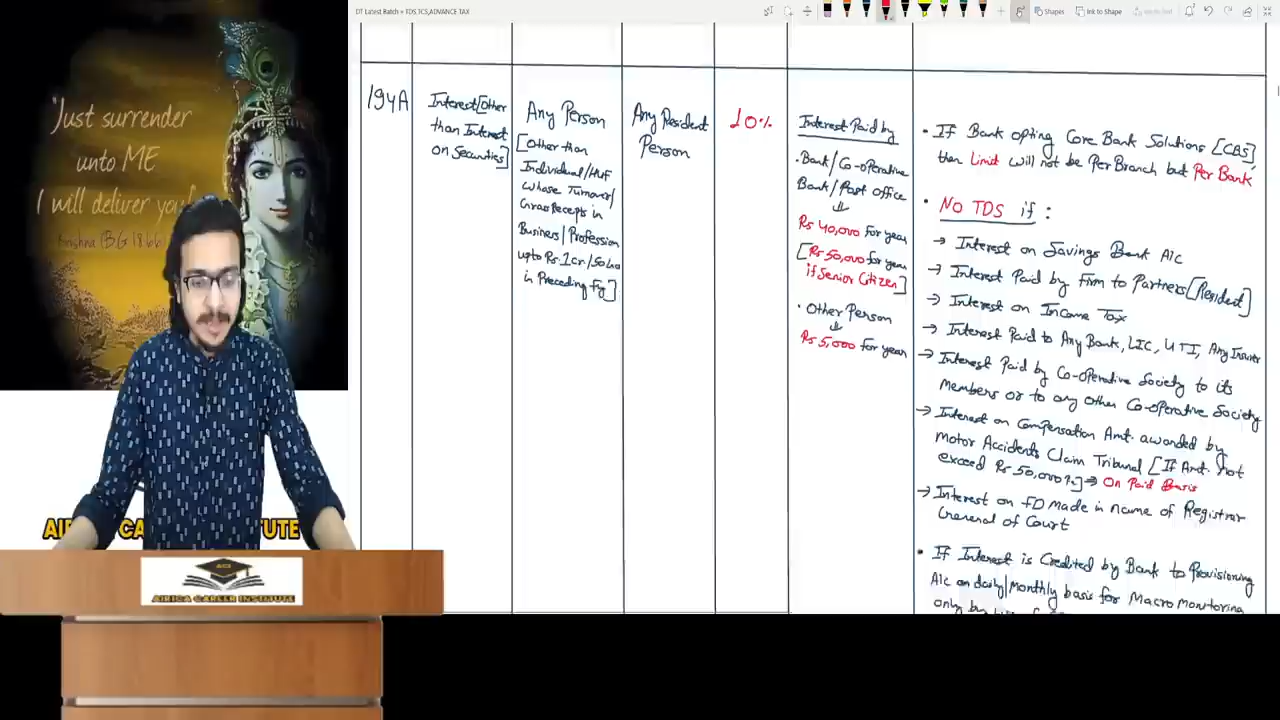 DT Latest Batch » TDS,TCS,ADVANCE TAX
Shapes
Ink to Shape
"Just surrender
unto ME
I will deliver you
Krishna (BG 18:66)
194A
Interest [Other
than Interest
on Securities]
Any Person
[Other than
Individual/HUF
whose Turnover/
Gross Receipts in
Business/Profession
upto Rs.1cr./50 Lac
in Preceding FY]
Any Resident
Person
10%
Interest Paid by
• Bank/Co-operative
Bank/Post office
Rs 40,000 for year
[Rs 50,000 for year
if Senior Citizen]
• Other Person
Rs 5,000 for year
• If Bank opting Core Bank Solutions [CBS]
then Limit will not be Per Branch but Per Bank
• NO TDS if :
→ Interest on Savings Bank A/c
→ Interest Paid by Firm to Partners [Resident]
→ Interest on Income Tax
→ Interest Paid to Any Bank, LIC, UTI, Any Insurer
→ Interest Paid by Co-operative Society to its
Members or to any other Co-operative Society
→ Interest on Compensation Amt. awarded by
Motor Accidents Claim Tribunal [If Amt. not
exceed Rs 50,000/-] → On Paid Basis
→ Interest on FD made in name of Registrar
General of Court
• If Interest is Credited by Bank to Provisioning
A/c on daily/Monthly basis for Macro Monitoring
only by
AIRICA CAREER INSTITUTE
ACI
AIRICA CAREER INSTITUTE